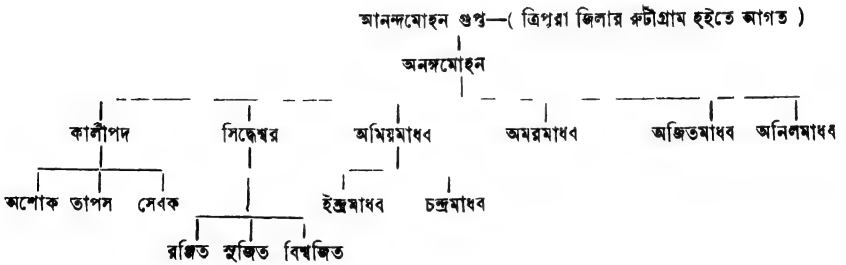 আনন্দমোহন গুপ্ত—( ত্রিপুরা জিলার রুটীগ্রাম হইতে আগত )
অনঙ্গমোহন
কালীপদ সিদ্ধেশ্বর অমিয়মাধব অমরমাধব অজিতমাধব অনিলমাধব
অশোক তাপস সেবক ইন্দ্রমাধব চন্দ্রমাধব
রঞ্জিত সুজিত বিশ্বজিত